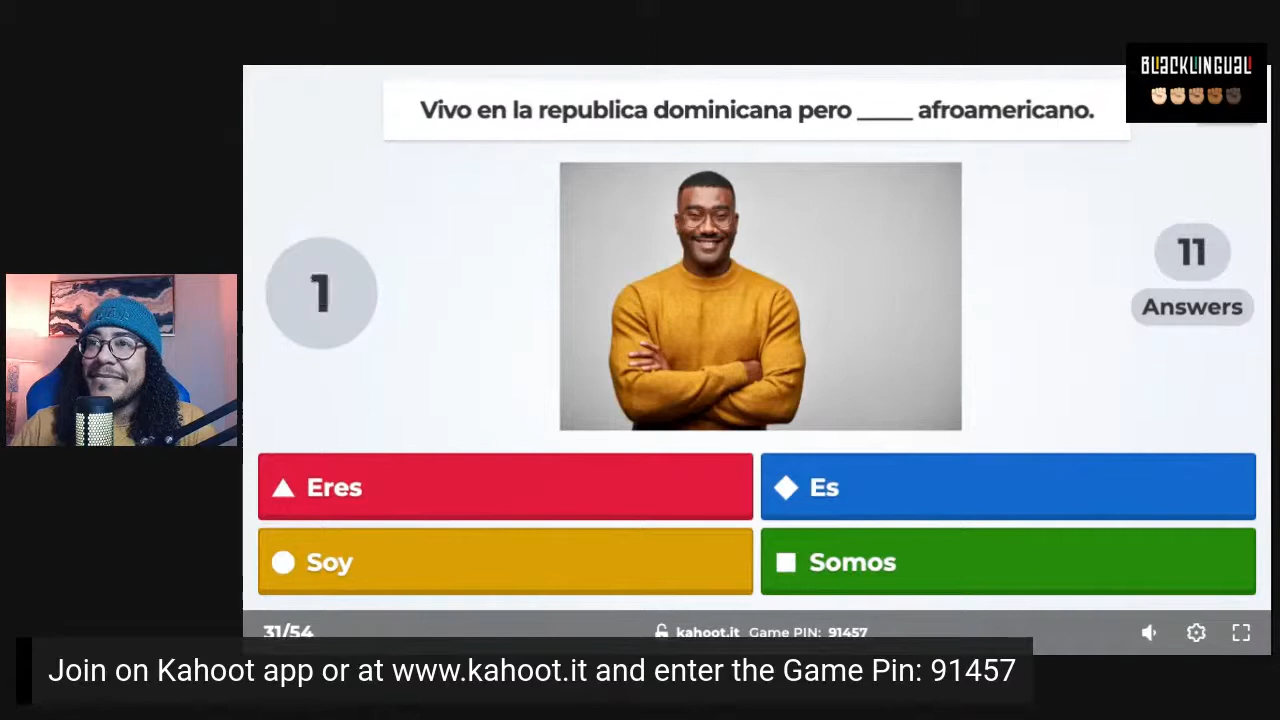 BLACKLINGUAL
Vivo en la republica dominicana pero _____ afroamericano.
1
11
Answers
Eres
Es
Soy
Somos
31/54
kahoot.it Game PIN: 91457
Join on Kahoot app or at www.kahoot.it and enter the Game Pin: 91457